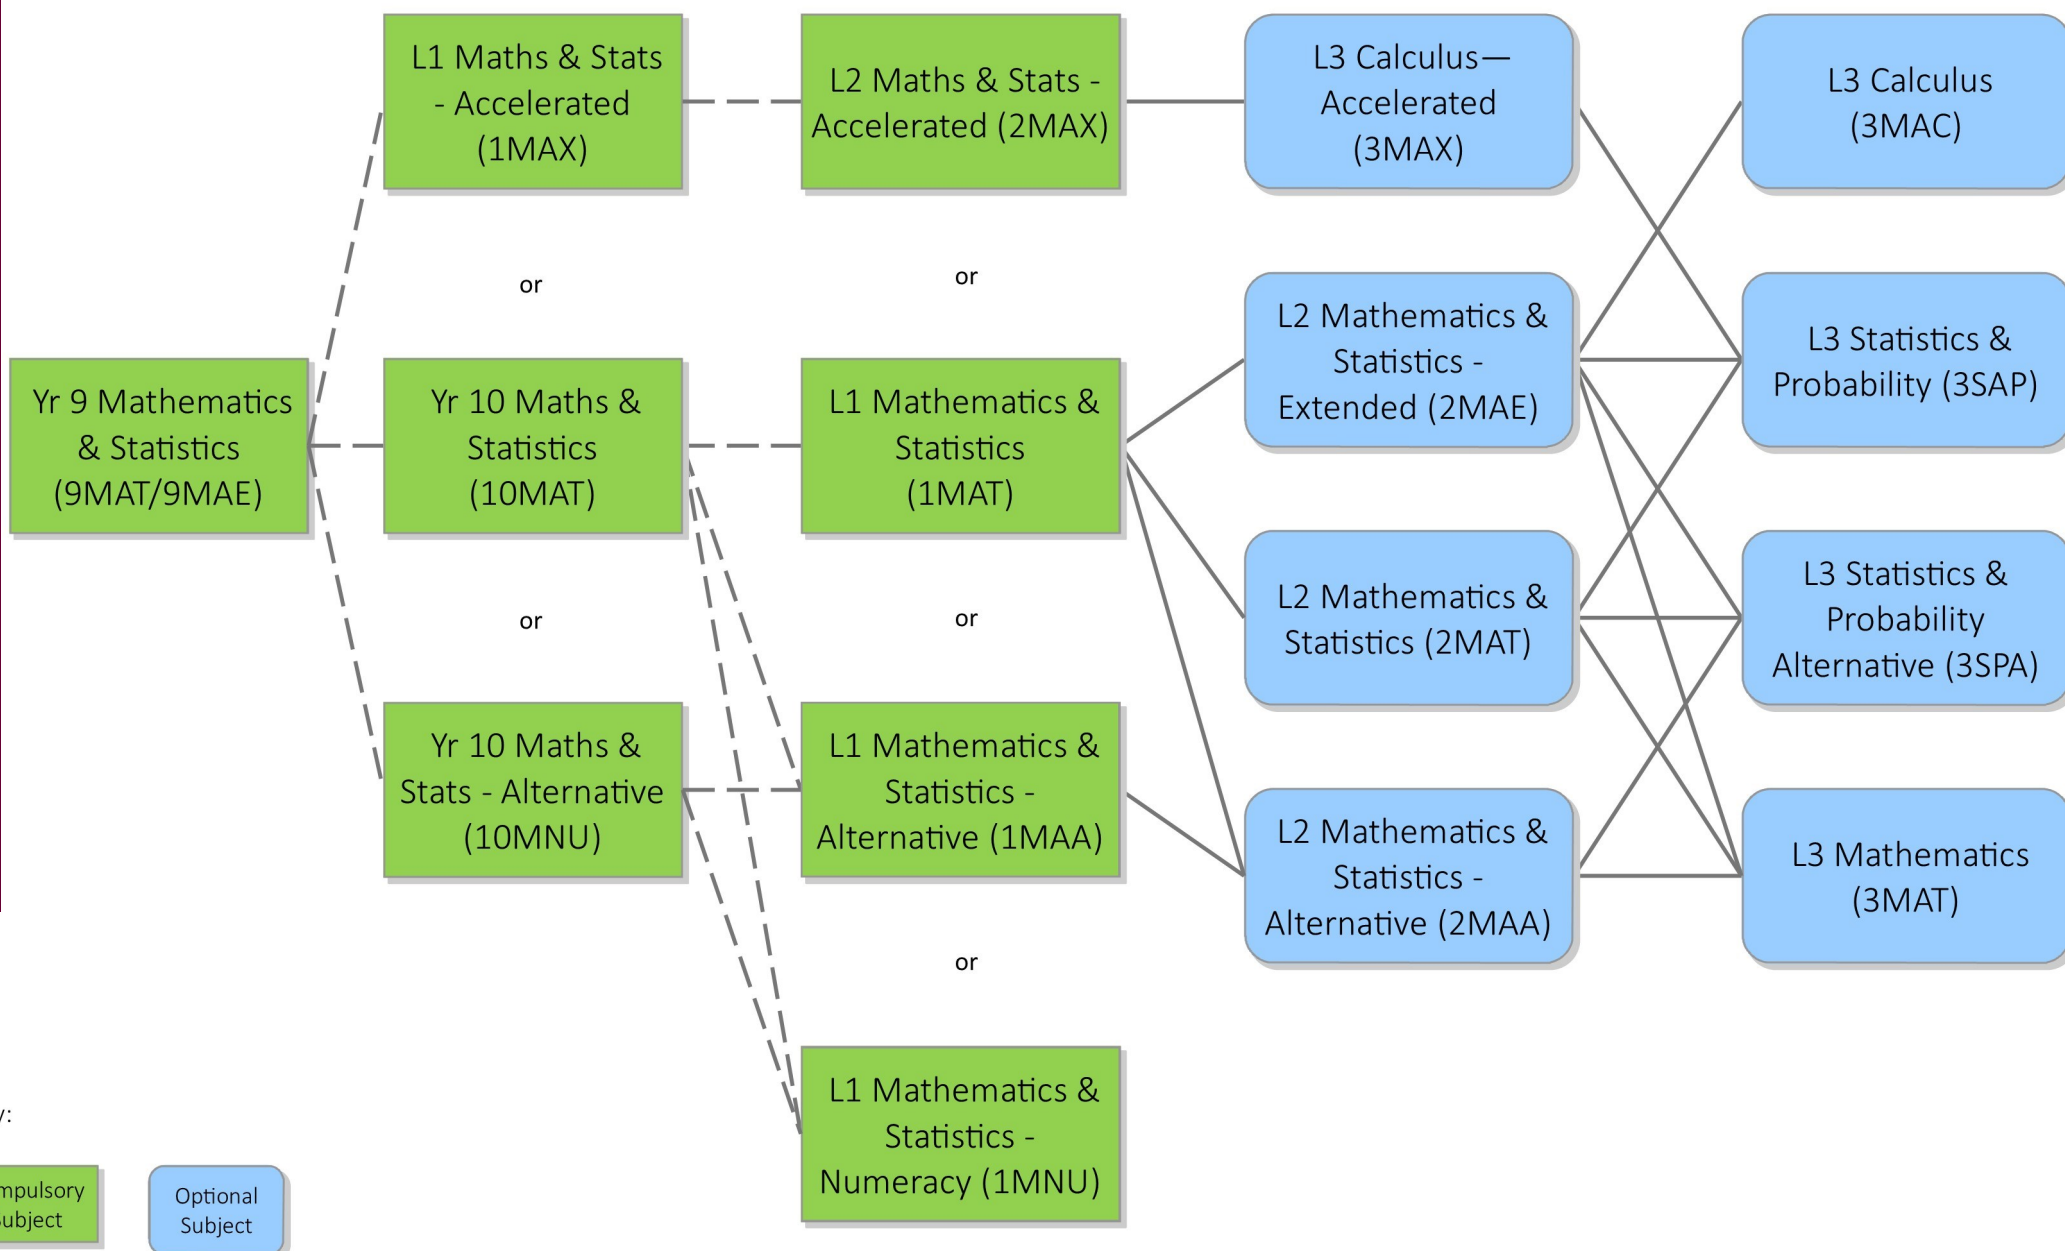 L1 Maths & Stats
- Accelerated
(1MAX)
L2 Maths & Stats -
Accelerated (2MAX)
L3 Calculus—
Accelerated
(3MAX)
L3 Calculus
(3MAC)
or
or
Yr 9 Mathematics
& Statistics
(9MAT/9MAE)
Yr 10 Maths &
Statistics
(10MAT)
L1 Mathematics &
Statistics
(1MAT)
L2 Mathematics &
Statistics -
Extended (2MAE)
L3 Statistics &
Probability (3SAP)
or
or
L2 Mathematics &
Statistics (2MAT)
L3 Statistics &
Probability
Alternative (3SPA)
Yr 10 Maths &
Stats - Alternative
(10MNU)
L1 Mathematics &
Statistics -
Alternative (1MAA)
L2 Mathematics &
Statistics -
Alternative (2MAA)
L3 Mathematics
(3MAT)
or
L1 Mathematics &
Statistics -
Numeracy (1MNU)
y:
mpulsory
ubject
Optional
Subject